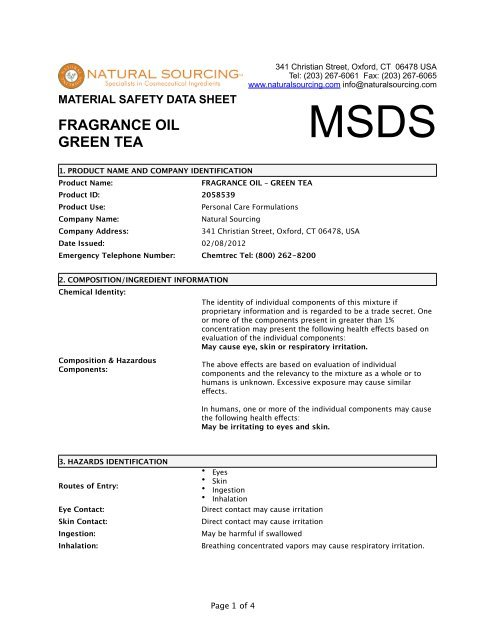 NATURAL SOURCING
Specialists in Cosmeceutical Ingredients
341 Christian Street, Oxford, CT 06478 USA
Tel: (203) 267-6061 Fax: (203) 267-6065
www.naturalsourcing.com info@naturalsourcing.com
MATERIAL SAFETY DATA SHEET
FRAGRANCE OIL
GREEN TEA
MSDS
1. PRODUCT NAME AND COMPANY IDENTIFICATION
Product Name: FRAGRANCE OIL – GREEN TEA
Product ID: 2058539
Product Use: Personal Care Formulations
Company Name: Natural Sourcing
Company Address: 341 Christian Street, Oxford, CT 06478, USA
Date Issued: 02/08/2012
Emergency Telephone Number: Chemtrec Tel: (800) 262-8200
2. COMPOSITION/INGREDIENT INFORMATION
Chemical Identity:
The identity of individual components of this mixture if
proprietary information and is regarded to be a trade secret. One
or more of the components present in greater than 1%
concentration may present the following health effects based on
evaluation of the individual components:
May cause eye, skin or respiratory irritation.
Composition & Hazardous
Components:
The above effects are based on evaluation of individual
components and the relevancy to the mixture as a whole or to
humans is unknown. Excessive exposure may cause similar
effects.
In humans, one or more of the individual components may cause
the following health effects:
May be irritating to eyes and skin.
3. HAZARDS IDENTIFICATION
Routes of Entry:
• Eyes
• Skin
• Ingestion
• Inhalation
Eye Contact: Direct contact may cause irritation
Skin Contact: Direct contact may cause irritation
Ingestion: May be harmful if swallowed
Inhalation: Breathing concentrated vapors may cause respiratory irritation.
Page 1 of 4